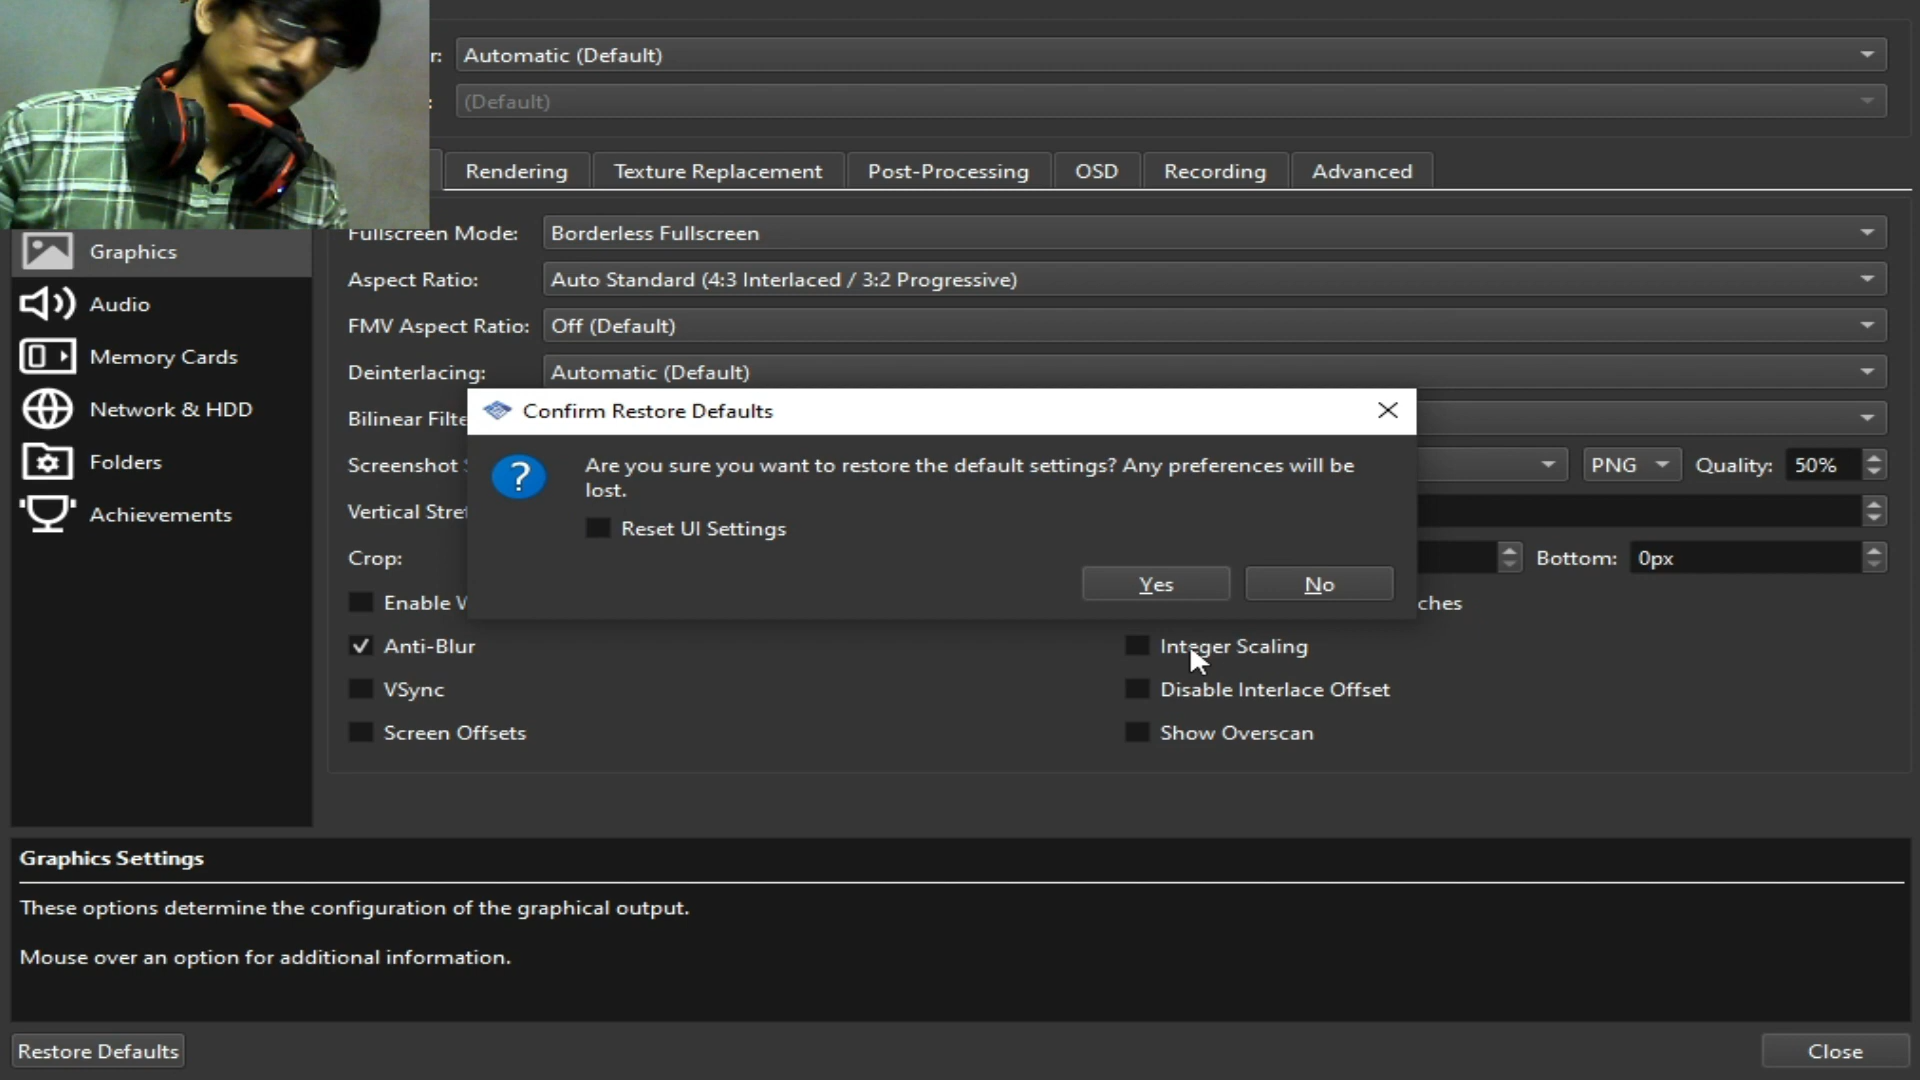 r: Automatic (Default)
: (Default)
Rendering Texture Replacement Post-Processing OSD Recording Advanced
Graphics
Audio
Memory Cards
Network & HDD
Folders
Achievements
Fullscreen Mode: Borderless Fullscreen
Aspect Ratio: Auto Standard (4:3 Interlaced / 3:2 Progressive)
FMV Aspect Ratio: Off (Default)
Deinterlacing: Automatic (Default)
Bilinear Filte
Screenshot PNG Quality: 50%
Vertical Stre
Crop: Bottom: 0px
Enable ches
Anti-Blur Integer Scaling
VSync Disable Interlace Offset
Screen Offsets Show Overscan
Confirm Restore Defaults
Are you sure you want to restore the default settings? Any preferences will be
lost.
Reset UI Settings
Yes No
Graphics Settings
These options determine the configuration of the graphical output.
Mouse over an option for additional information.
Restore Defaults Close